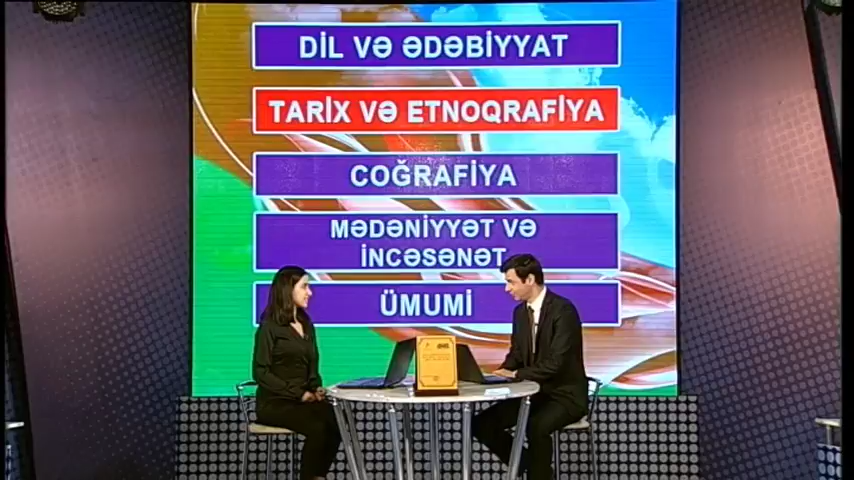 DİL VƏ ƏDƏBİYYAT
TARİX VƏ ETNOQRAFİYA
COĞRAFİYA
MƏDƏNİYYƏT VƏ
İNCƏSƏNƏT
ÜMUMİ